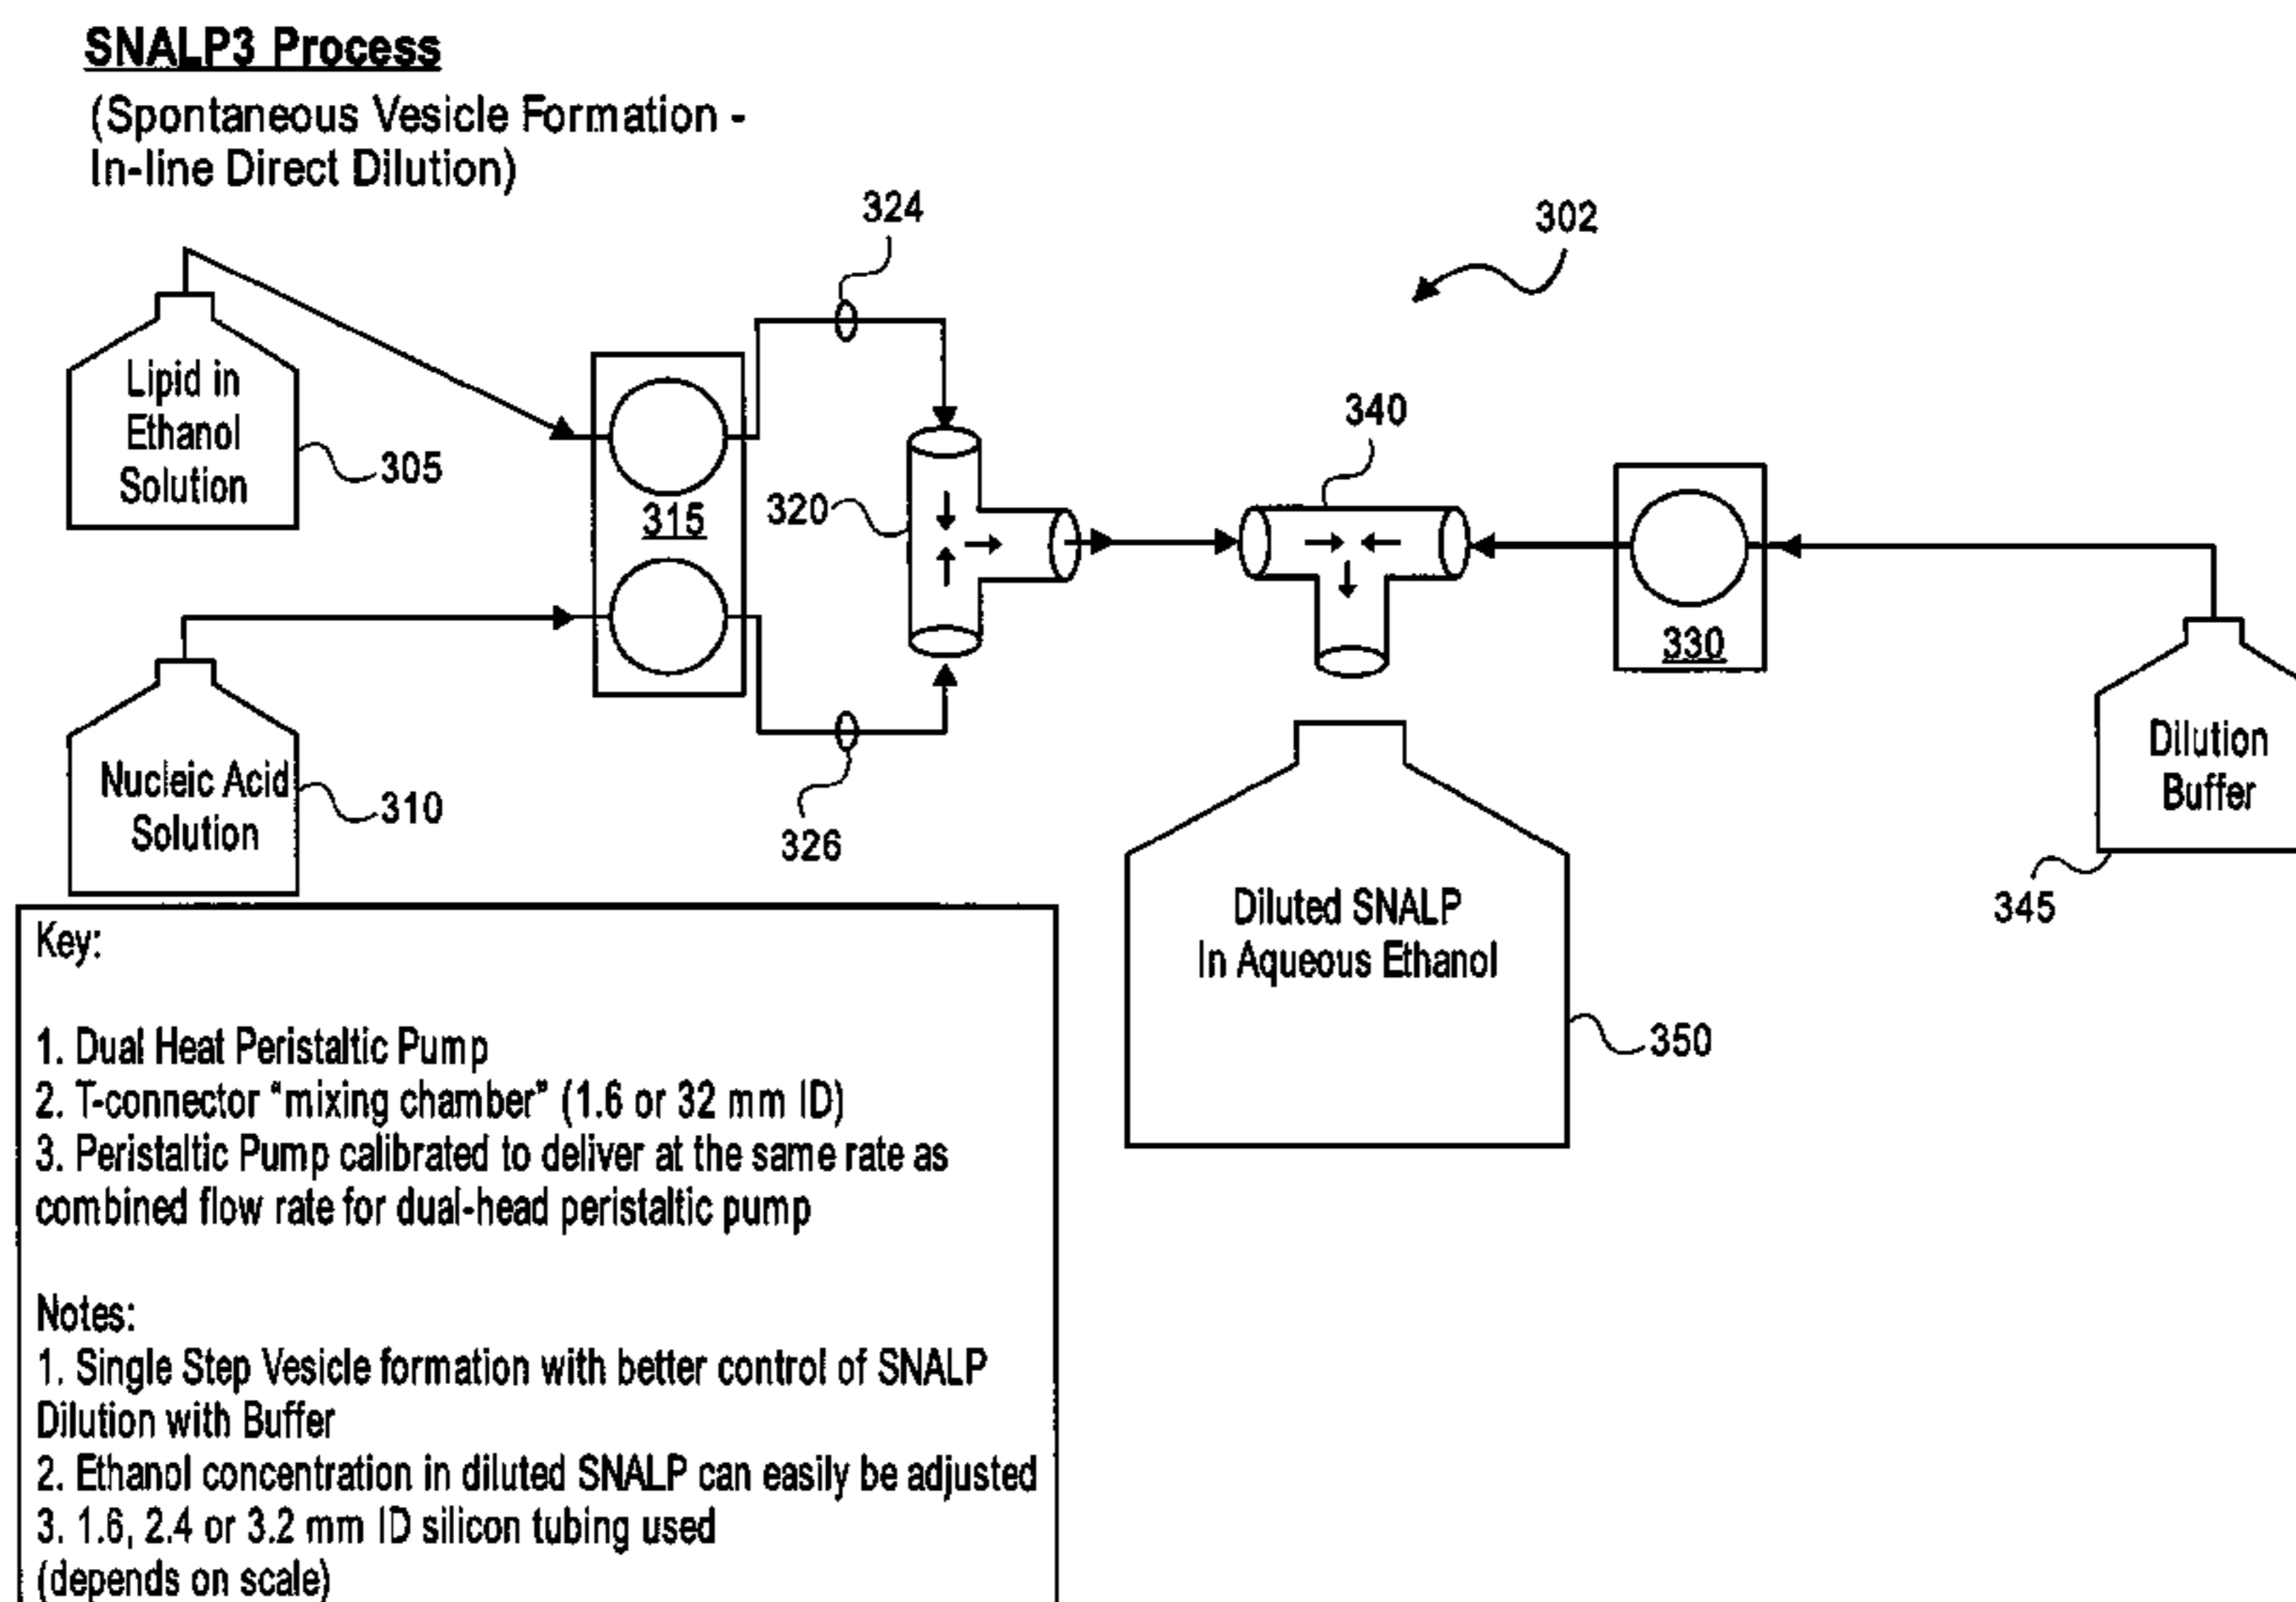 SNALP3 Process
(Spontaneous Vesicle Formation -
In-line Direct Dilution)
324
302
Lipid in
Ethanol
Solution
305
315
320
340
330
Nucleic Acid
Solution
310
326
Dilution
Buffer
345
Diluted SNALP
In Aqueous Ethanol
350
Key:
1. Dual Heat Peristaltic Pump
2. T-connector "mixing chamber" (1.6 or 32 mm ID)
3. Peristaltic Pump calibrated to deliver at the same rate as
combined flow rate for dual-head peristaltic pump
Notes:
1. Single Step Vesicle formation with better control of SNALP
Dilution with Buffer
2. Ethanol concentration in diluted SNALP can easily be adjusted
3. 1.6, 2.4 or 3.2 mm ID silicon tubing used
(depends on scale)